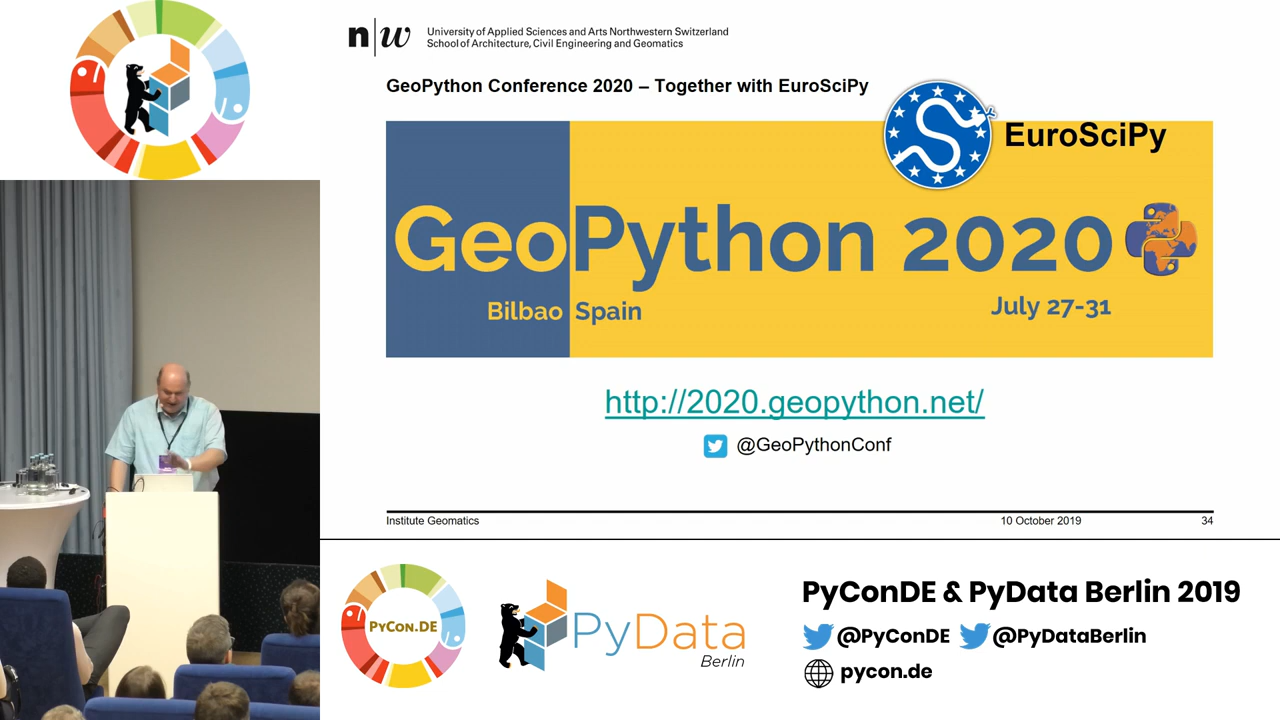 n|w
University of Applied Sciences and Arts Northwestern Switzerland
School of Architecture, Civil Engineering and Geomatics
GeoPython Conference 2020 – Together with EuroSciPy
EuroSciPy
GeoPython 2020
Bilbao Spain
July 27-31
http://2020.geopython.net/
@GeoPythonConf
Institute Geomatics
10 October 2019
34
PYCON.DE
PyData
Berlin
PyConDE & PyData Berlin 2019
@PyConDE @PyDataBerlin
pycon.de